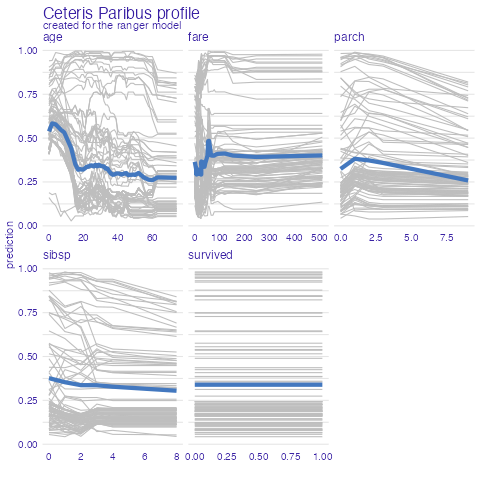 Ceteris Paribus profile
created for the ranger model
age
fare
parch
1.00
0.75
0.50
0.25
0.00
0 20 40 60
0 100 200 300 400 500
0.0 2.5 5.0 7.5
prediction
sibsp
survived
1.00
0.75
0.50
0.25
0.00
0 2 4 6 8
0.00 0.25 0.50 0.75 1.00